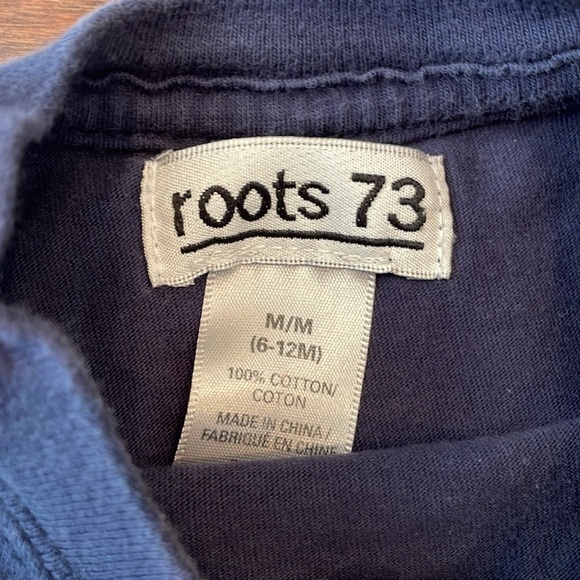 roots 73
M/M
(6-12M)
100% COTTON/
COTON
MADE IN CHINA/
FABRIQUÉ EN CHINE